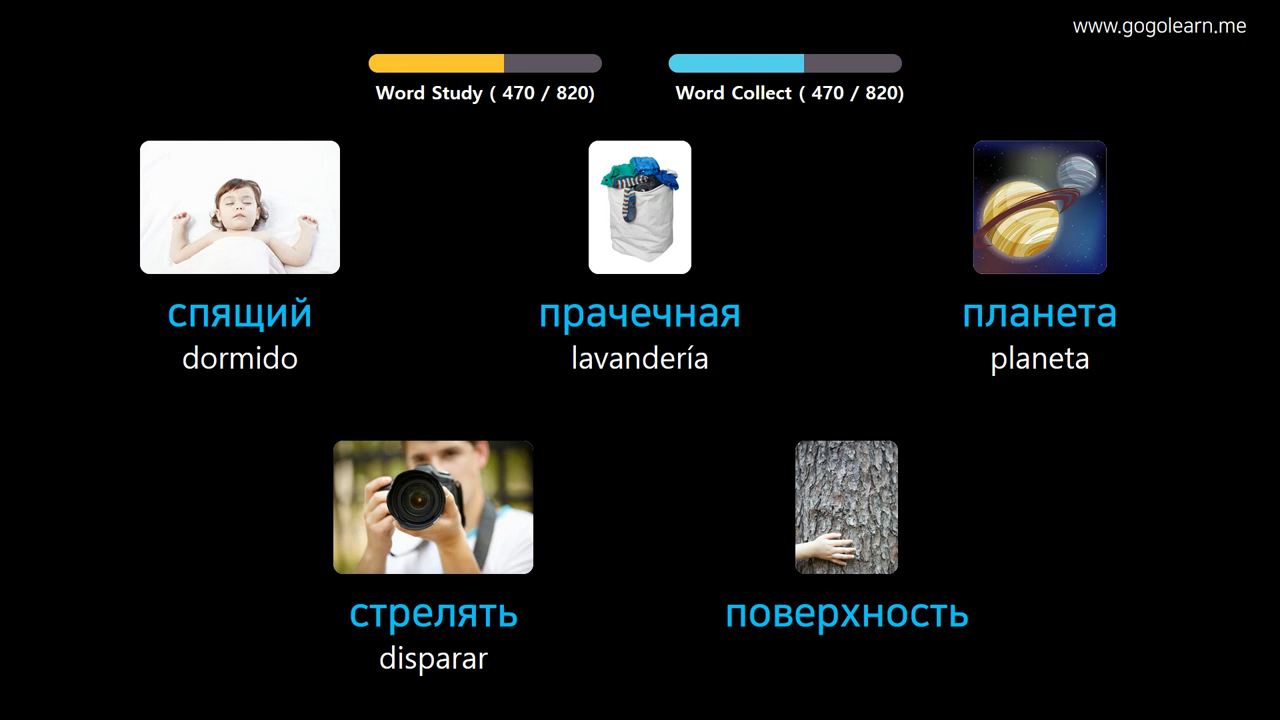 www.gogolearn.me
Word Study ( 470 / 820)
Word Collect ( 470 / 820)
спящий
dormido
прачечная
lavandería
планета
planeta
стрелять
disparar
поверхность